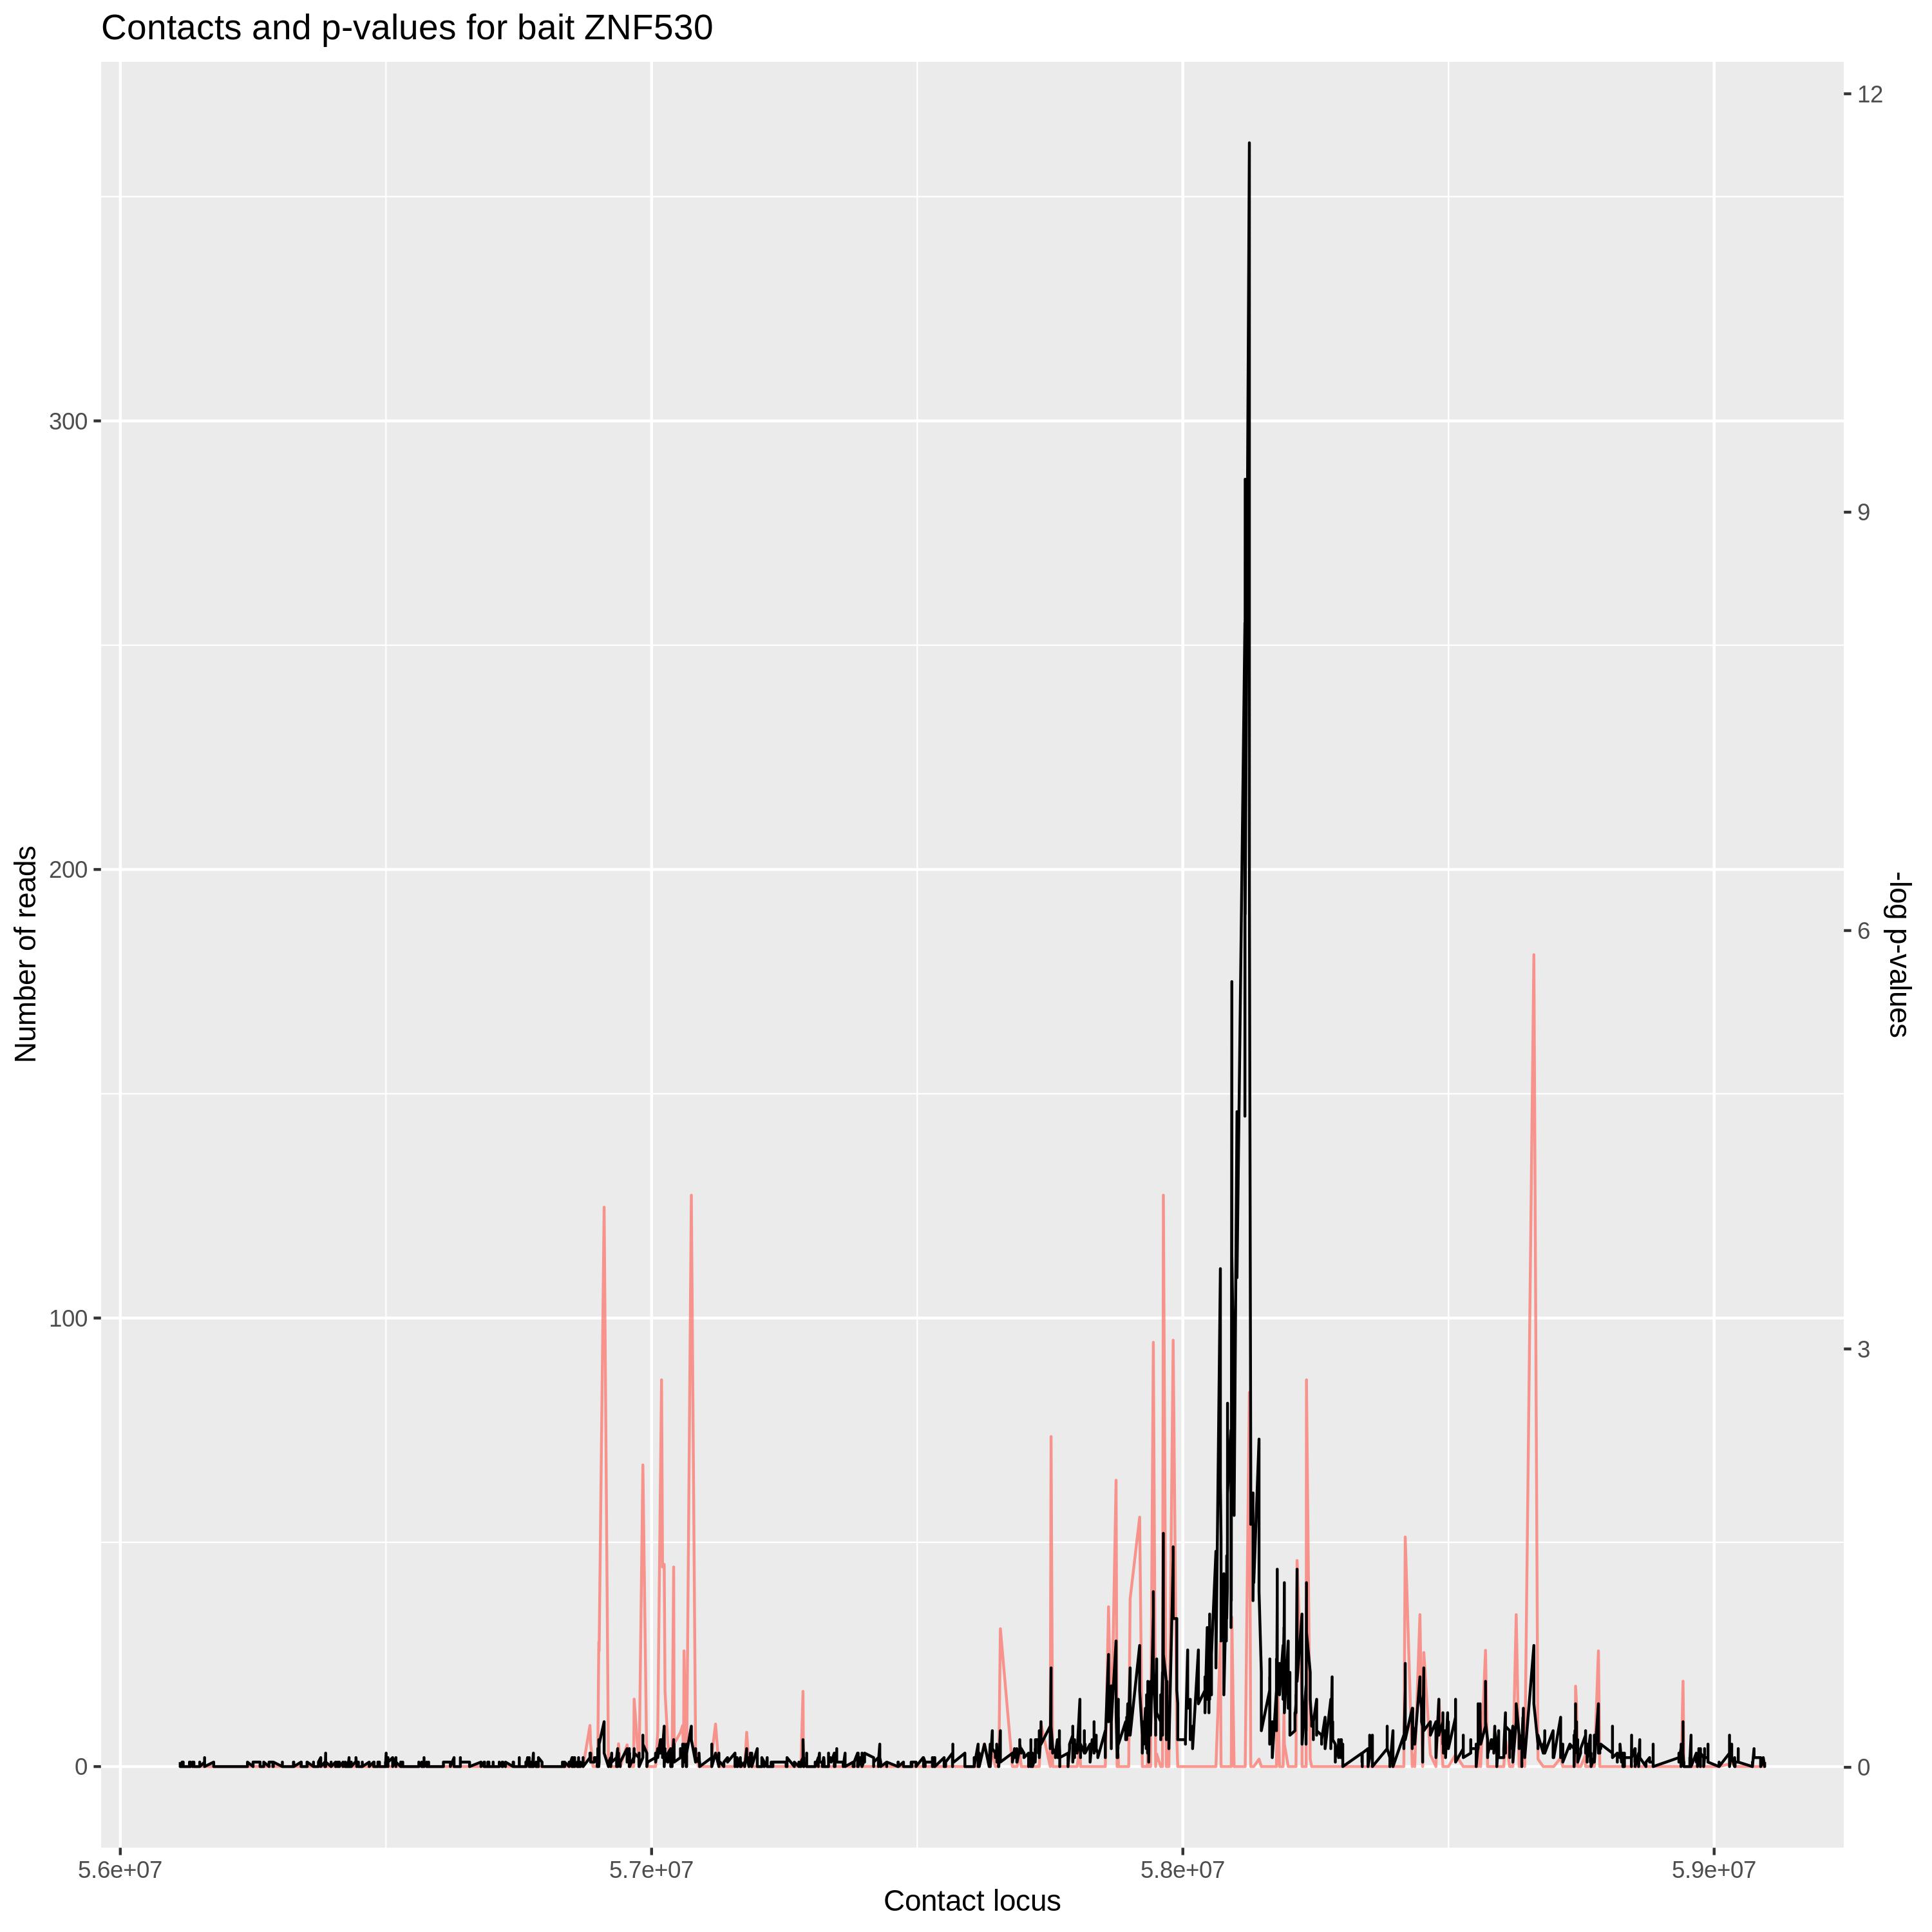 Contacts and p-values for bait ZNF530
12
300
9
200
6
Number of reads
-log p-values
100
3
0
0
5.6e+07
5.7e+07
5.8e+07
5.9e+07
Contact locus